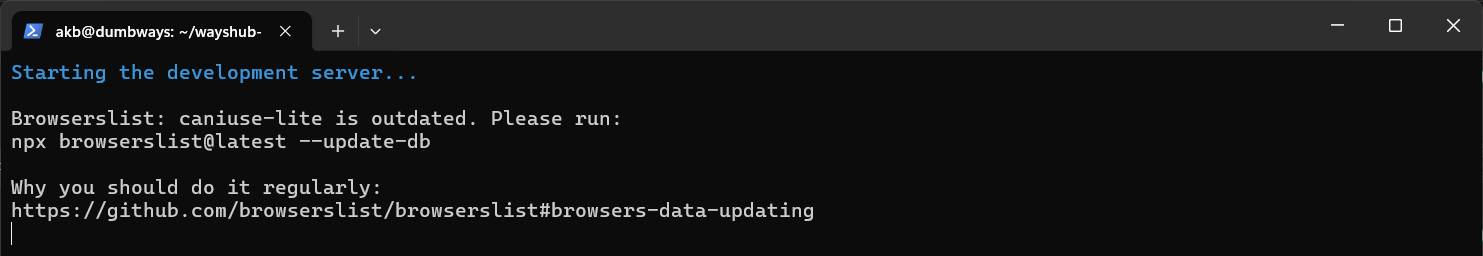 akb@dumbways: ~/wayshub-
Starting the development server...
Browserslist: caniuse-lite is outdated. Please run:
npx browserslist@latest --update-db
Why you should do it regularly:
https://github.com/browserslist/browserslist#browsers-data-updating